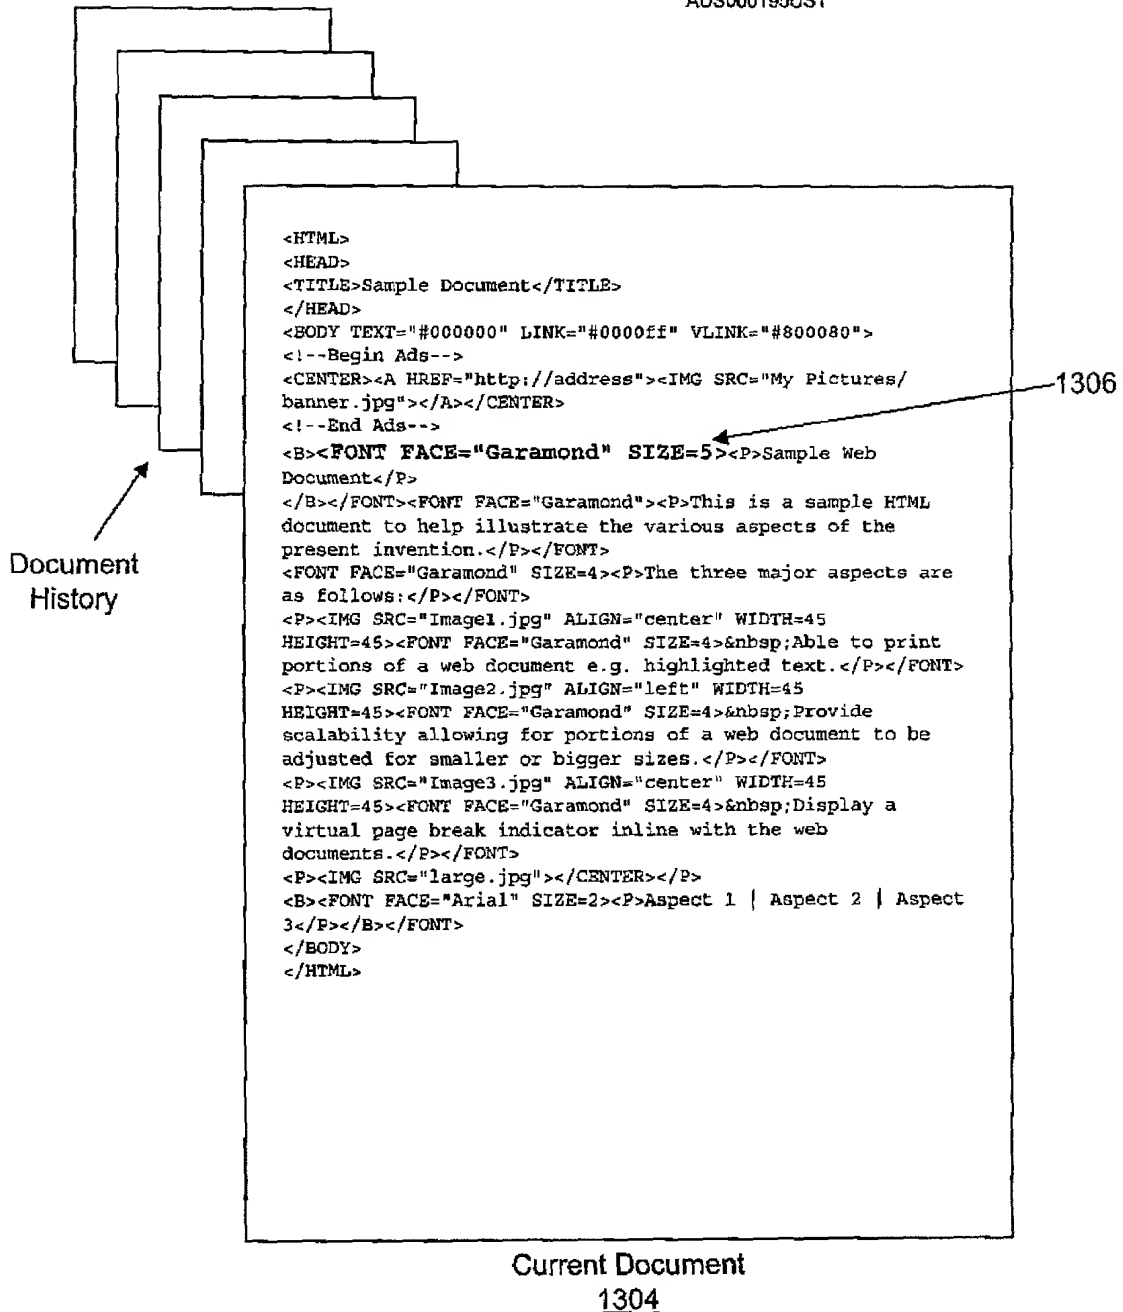 <HTML>
<HEAD>
<TITLE>Sample Document</TITLE>
</HEAD>
<BODY TEXT="#000000" LINK="#0000ff" VLINK="#800080">
<!--Begin Ads-->
<CENTER><A HREF="http://address"><IMG SRC="My Pictures/
banner.jpg"></A></CENTER>
<!--End Ads-->
<B><FONT FACE="Garamond" SIZE=5><P>Sample Web
Document</P>
</B></FONT><FONT FACE="Garamond"><P>This is a sample HTML
document to help illustrate the various aspects of the
present invention.</P></FONT>
<FONT FACE="Garamond" SIZE=4><P>The three major aspects are
as follows:</P></FONT>
<P><IMG SRC="Image1.jpg" ALIGN="center" WIDTH=45
HEIGHT=45><FONT FACE="Garamond" SIZE=4>&nbsp;Able to print
portions of a web document e.g. highlighted text.</P></FONT>
<P><IMG SRC="Image2.jpg" ALIGN="left" WIDTH=45
HEIGHT=45><FONT FACE="Garamond" SIZE=4>&nbsp;Provide
scalability allowing for portions of a web document to be
adjusted for smaller or bigger sizes.</P></FONT>
<P><IMG SRC="Image3.jpg" ALIGN="center" WIDTH=45
HEIGHT=45><FONT FACE="Garamond" SIZE=4>&nbsp;Display a
virtual page break indicator inline with the web
documents.</P></FONT>
<P><IMG SRC="large.jpg"></CENTER></P>
<B><FONT FACE="Arial" SIZE=2><P>Aspect 1 | Aspect 2 | Aspect
3</P></B></FONT>
</BODY>
</HTML>
1306
Document
History
Current Document
1304